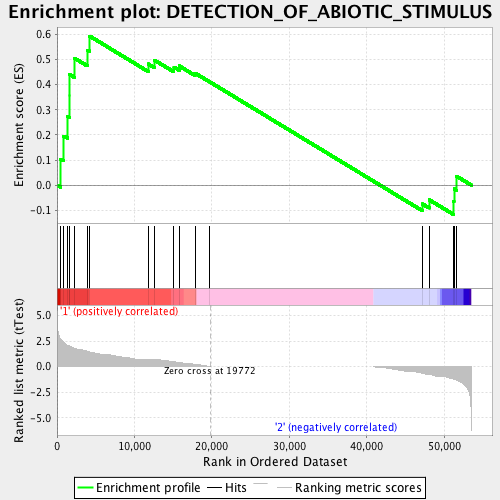 Enrichment plot: DETECTION_OF_ABIOTIC_STIMULUS
Enrichment score (ES)
0.6
0.5
0.4
0.3
0.2
0.1
0.0
-0.1
'1' (positively correlated)
Ranked list metric (tTest)
5.0
2.5
0.0
-2.5
-5.0
Zero cross at 19772
'2' (negatively correlated)
0
10,000
20,000
30,000
40,000
50,000
Rank in Ordered Dataset
Enrichment profile
Hits
Ranking metric scores